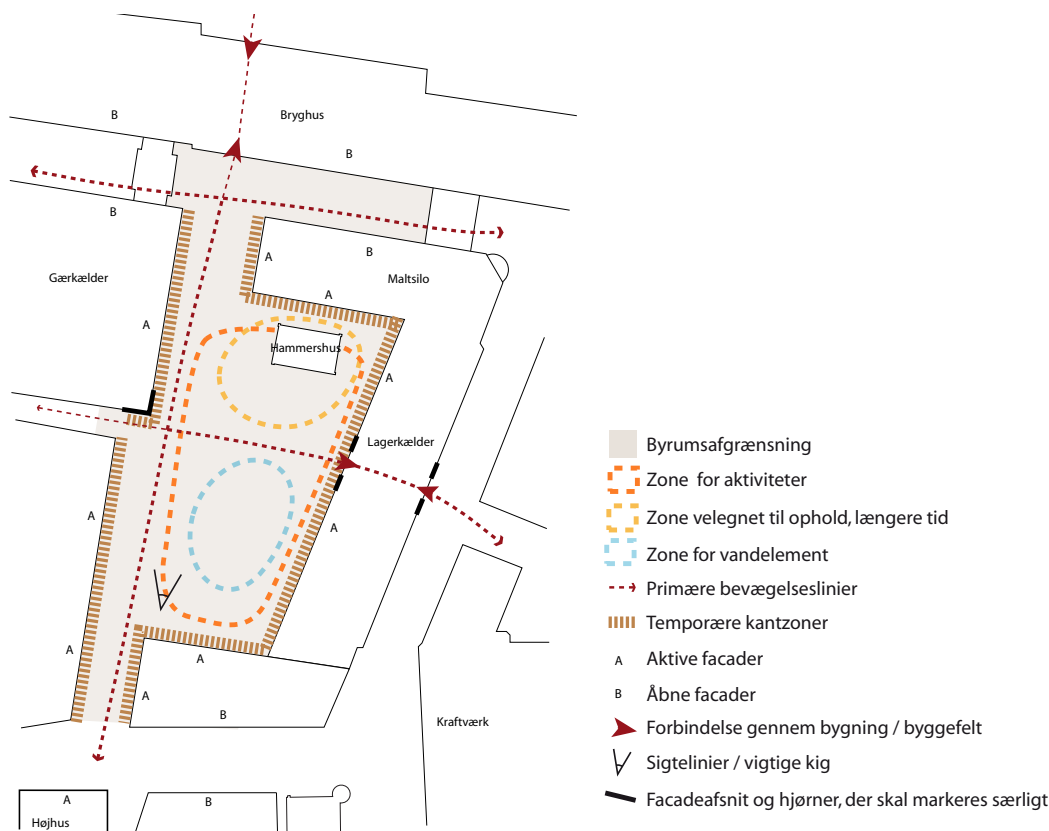 B
Bryghus
B
B
B
Gærkælder
A
Maltsilo
A
A
Hammershus
A
Lagerkælder
A
A
A
A
A
B
Kraftværk
A
Højhus
B
Byrumsafgrænsning
Zone for aktiviteter
Zone velegnet til ophold, længere tid
Zone for vandelement
Primære bevægelseslinier
Temporære kantzoner
A Aktive facader
B Åbne facader
Forbindelse gennem bygning / byggefelt
Sigtelinier / vigtige kig
Facadeafsnit og hjørner, der skal markeres særligt